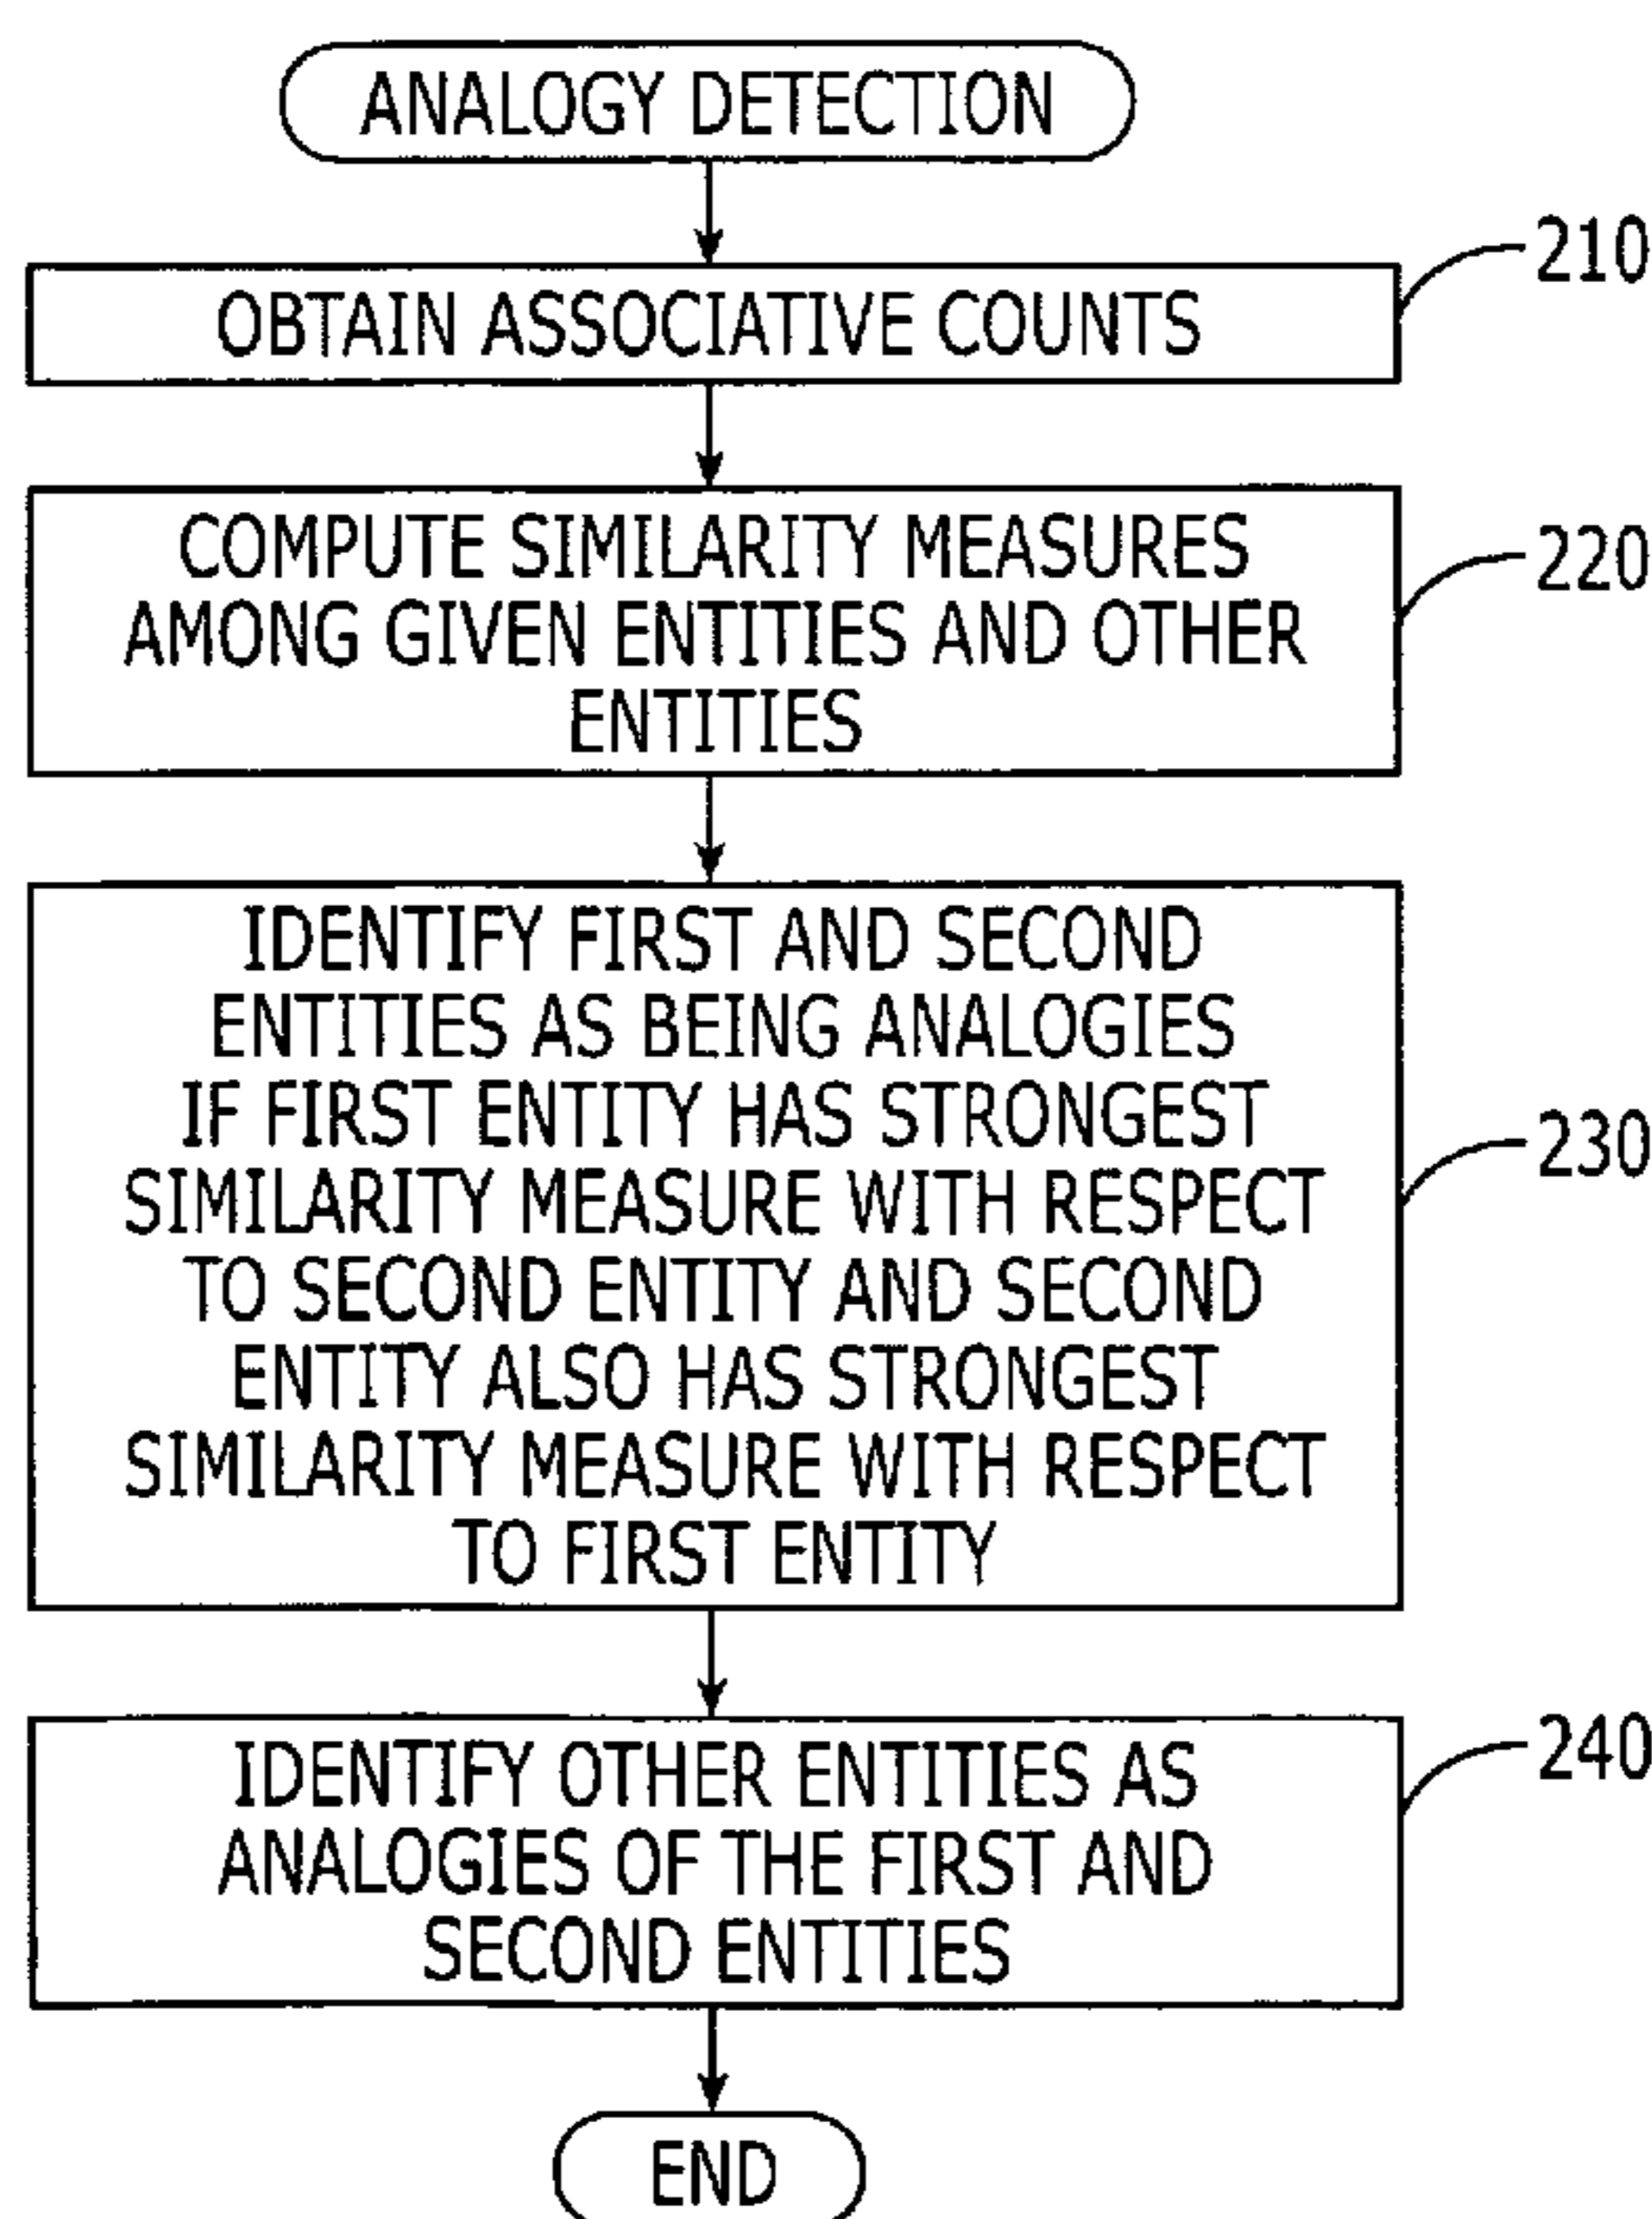 ANALOGY DETECTION
OBTAIN ASSOCIATIVE COUNTS
210
COMPUTE SIMILARITY MEASURES
AMONG GIVEN ENTITIES AND OTHER
ENTITIES
220
IDENTIFY FIRST AND SECOND
ENTITIES AS BEING ANALOGIES
IF FIRST ENTITY HAS STRONGEST
SIMILARITY MEASURE WITH RESPECT
TO SECOND ENTITY AND SECOND
ENTITY ALSO HAS STRONGEST
SIMILARITY MEASURE WITH RESPECT
TO FIRST ENTITY
230
IDENTIFY OTHER ENTITIES AS
ANALOGIES OF THE FIRST AND
SECOND ENTITIES
240
END